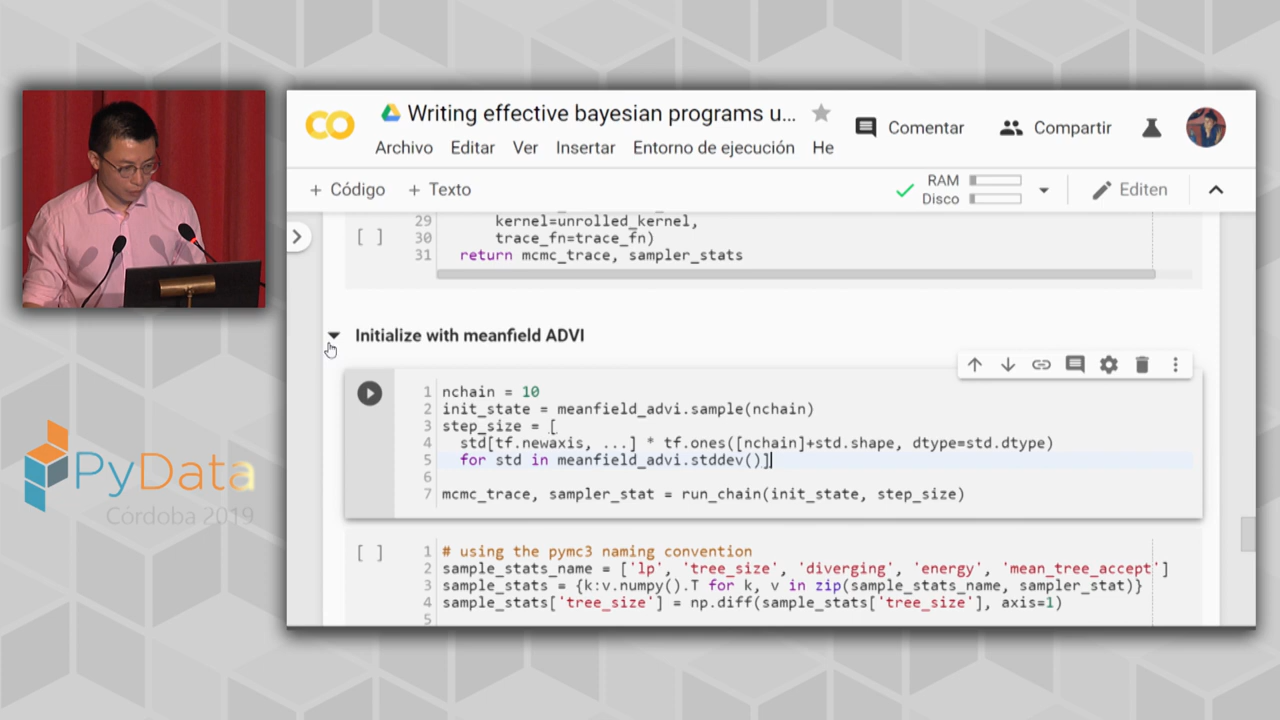 CO Writing effective bayesian programs u...
Comentar
Compartir
Archivo Editar Ver Insertar Entorno de ejecución He
+ Código + Texto
RAM
Disco
Editen
29 kernel=unrolled_kernel,
[ ] 30 trace_fn=trace_fn)
31 return mcmc_trace, sampler_stats
Initialize with meanfield ADVI
1 nchain = 10
2 init_state = meanfield_advi.sample(nchain)
3 step_size = [
4 std[tf.newaxis, ...] * tf.ones([nchain]+std.shape, dtype=std.dtype)
5 for std in meanfield_advi.stddev()]
6
7 mcmc_trace, sampler_stat = run_chain(init_state, step_size)
[ ] 1 # using the pymc3 naming convention
2 sample_stats_name = ['lp', 'tree_size', 'diverging', 'energy', 'mean_tree_accept']
3 sample_stats = {k:v.numpy().T for k, v in zip(sample_stats_name, sampler_stat)}
4 sample_stats['tree_size'] = np.diff(sample_stats['tree_size'], axis=1)
5
PyData
Córdoba 2019